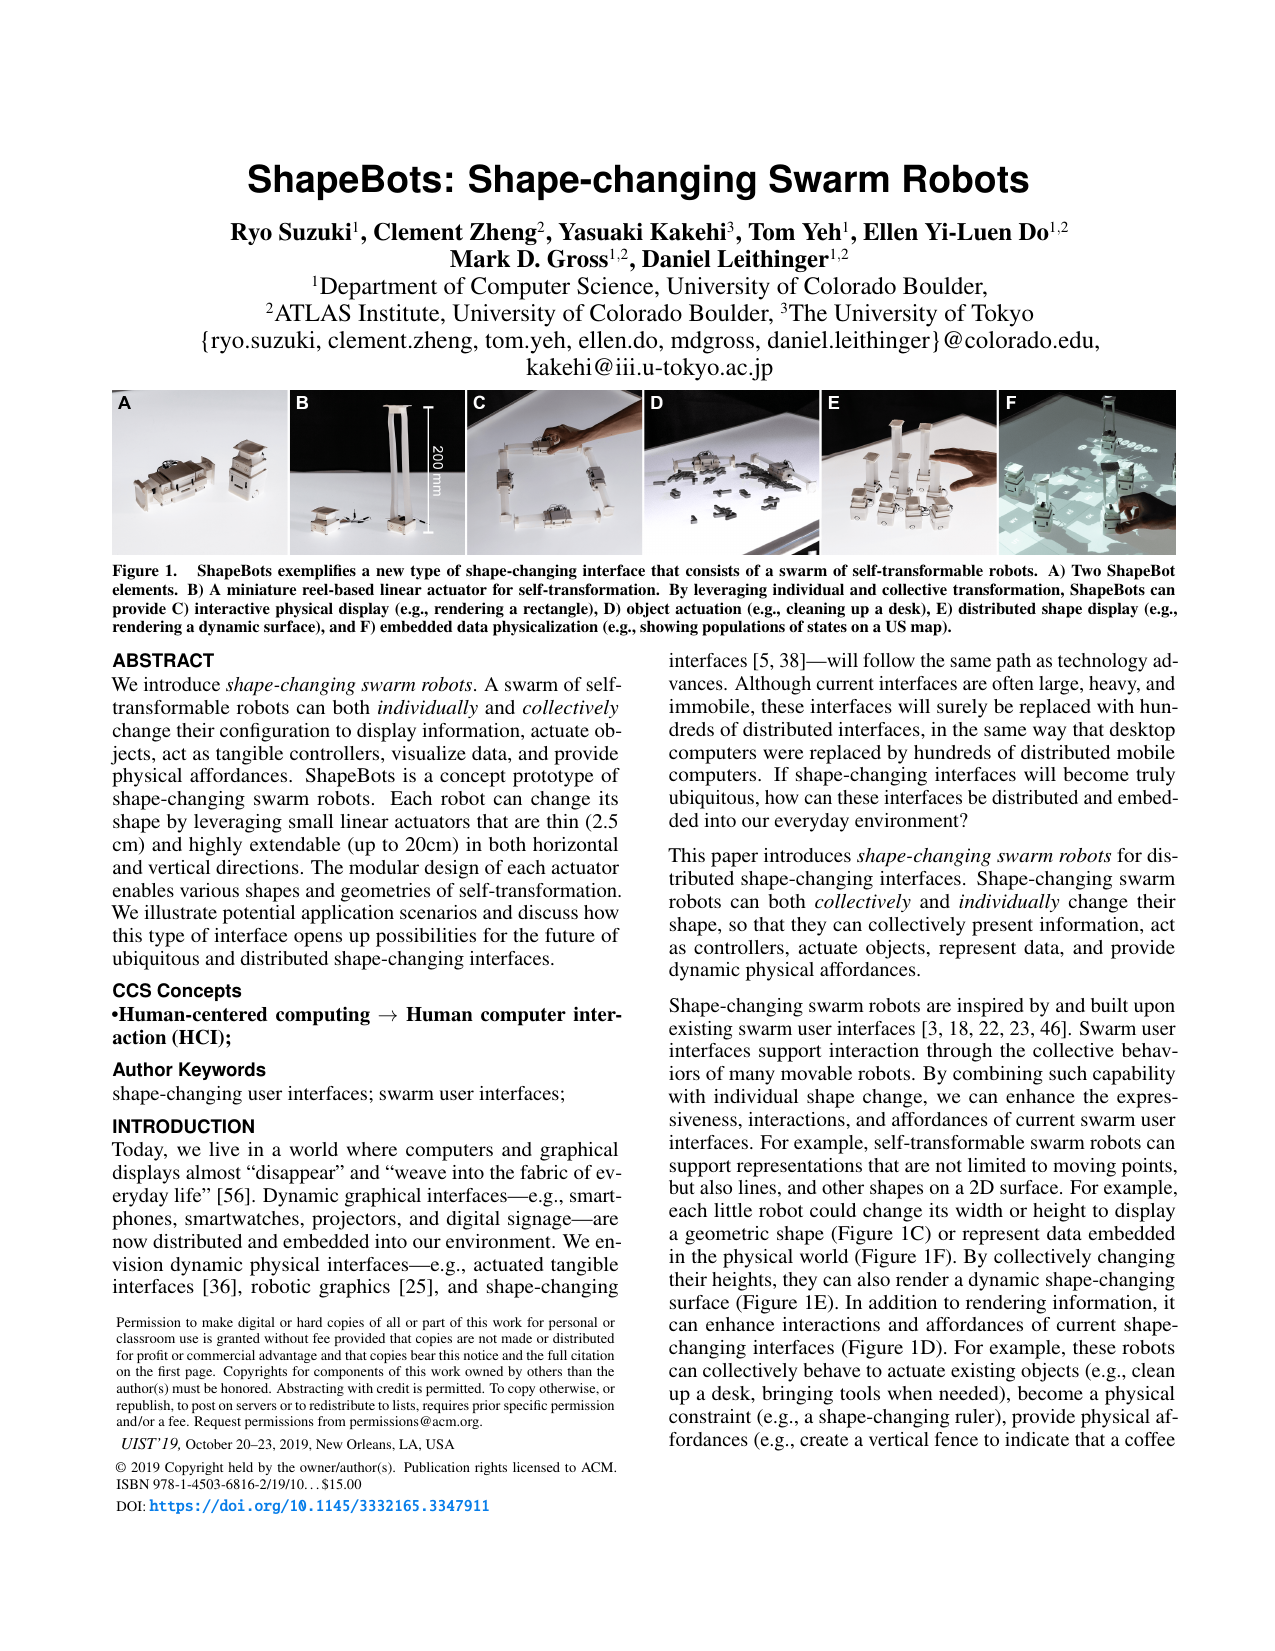 ShapeBots: Shape-changing Swarm Robots
Ryo Suzuki1, Clement Zheng2, Yasuaki Kakehi3, Tom Yeh1, Ellen Yi-Luen Do1,2
Mark D. Gross1,2, Daniel Leithinger1,2
1Department of Computer Science, University of Colorado Boulder,
2ATLAS Institute, University of Colorado Boulder, 3The University of Tokyo
{ryo.suzuki, clement.zheng, tom.yeh, ellen.do, mdgross, daniel.leithinger}@colorado.edu,
kakehi@iii.u-tokyo.ac.jp
A B C D E F
200 mm
Figure 1. ShapeBots exemplifies a new type of shape-changing interface that consists of a swarm of self-transformable robots. A) Two ShapeBot
elements. B) A miniature reel-based linear actuator for self-transformation. By leveraging individual and collective transformation, ShapeBots can
provide C) interactive physical display (e.g., rendering a rectangle), D) object actuation (e.g., cleaning up a desk), E) distributed shape display (e.g.,
rendering a dynamic surface), and F) embedded data physicalization (e.g., showing populations of states on a US map).
ABSTRACT
We introduce shape-changing swarm robots. A swarm of self-
transformable robots can both individually and collectively
change their configuration to display information, actuate ob-
jects, act as tangible controllers, visualize data, and provide
physical affordances. ShapeBots is a concept prototype of
shape-changing swarm robots. Each robot can change its
shape by leveraging small linear actuators that are thin (2.5
cm) and highly extendable (up to 20cm) in both horizontal
and vertical directions. The modular design of each actuator
enables various shapes and geometries of self-transformation.
We illustrate potential application scenarios and discuss how
this type of interface opens up possibilities for the future of
ubiquitous and distributed shape-changing interfaces.
CCS Concepts
•Human-centered computing → Human computer inter-
action (HCI);
Author Keywords
shape-changing user interfaces; swarm user interfaces;
INTRODUCTION
Today, we live in a world where computers and graphical
displays almost “disappear” and “weave into the fabric of ev-
eryday life” [56]. Dynamic graphical interfaces—e.g., smart-
phones, smartwatches, projectors, and digital signage—are
now distributed and embedded into our environment. We en-
vision dynamic physical interfaces—e.g., actuated tangible
interfaces [36], robotic graphics [25], and shape-changing
Permission to make digital or hard copies of all or part of this work for personal or
classroom use is granted without fee provided that copies are not made or distributed
for profit or commercial advantage and that copies bear this notice and the full citation
on the first page. Copyrights for components of this work owned by others than the
author(s) must be honored. Abstracting with credit is permitted. To copy otherwise, or
republish, to post on servers or to redistribute to lists, requires prior specific permission
and/or a fee. Request permissions from permissions@acm.org.
UIST’19, October 20–23, 2019, New Orleans, LA, USA
© 2019 Copyright held by the owner/author(s). Publication rights licensed to ACM.
ISBN 978-1-4503-6816-2/19/10...$15.00
DOI: https://doi.org/10.1145/3332165.3347911
interfaces [5, 38]—will follow the same path as technology ad-
vances. Although current interfaces are often large, heavy, and
immobile, these interfaces will surely be replaced with hun-
dreds of distributed interfaces, in the same way that desktop
computers were replaced by hundreds of distributed mobile
computers. If shape-changing interfaces will become truly
ubiquitous, how can these interfaces be distributed and embed-
ded into our everyday environment?
This paper introduces shape-changing swarm robots for dis-
tributed shape-changing interfaces. Shape-changing swarm
robots can both collectively and individually change their
shape, so that they can collectively present information, act
as controllers, actuate objects, represent data, and provide
dynamic physical affordances.
Shape-changing swarm robots are inspired by and built upon
existing swarm user interfaces [3, 18, 22, 23, 46]. Swarm user
interfaces support interaction through the collective behav-
iors of many movable robots. By combining such capability
with individual shape change, we can enhance the expres-
siveness, interactions, and affordances of current swarm user
interfaces. For example, self-transformable swarm robots can
support representations that are not limited to moving points,
but also lines, and other shapes on a 2D surface. For example,
each little robot could change its width or height to display
a geometric shape (Figure 1C) or represent data embedded
in the physical world (Figure 1F). By collectively changing
their heights, they can also render a dynamic shape-changing
surface (Figure 1E). In addition to rendering information, it
can enhance interactions and affordances of current shape-
changing interfaces (Figure 1D). For example, these robots
can collectively behave to actuate existing objects (e.g., clean
up a desk, bringing tools when needed), become a physical
constraint (e.g., a shape-changing ruler), provide physical af-
fordances (e.g., create a vertical fence to indicate that a coffee